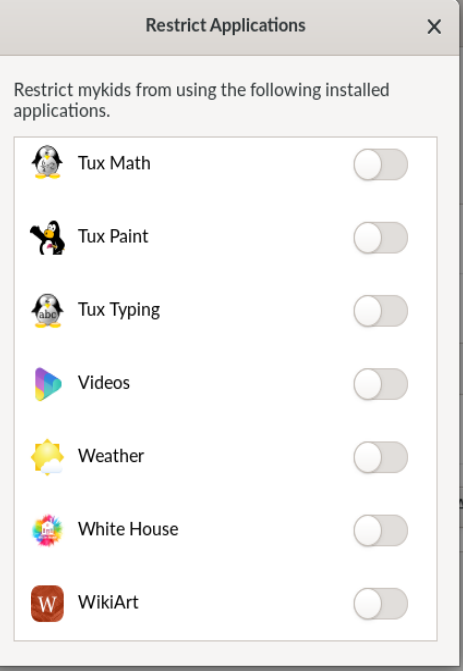 Restrict Applications
Restrict mykids from using the following installed
applications.
Tux Math
Tux Paint
abc
Tux Typing
Videos
Weather
White House
W
WikiArt